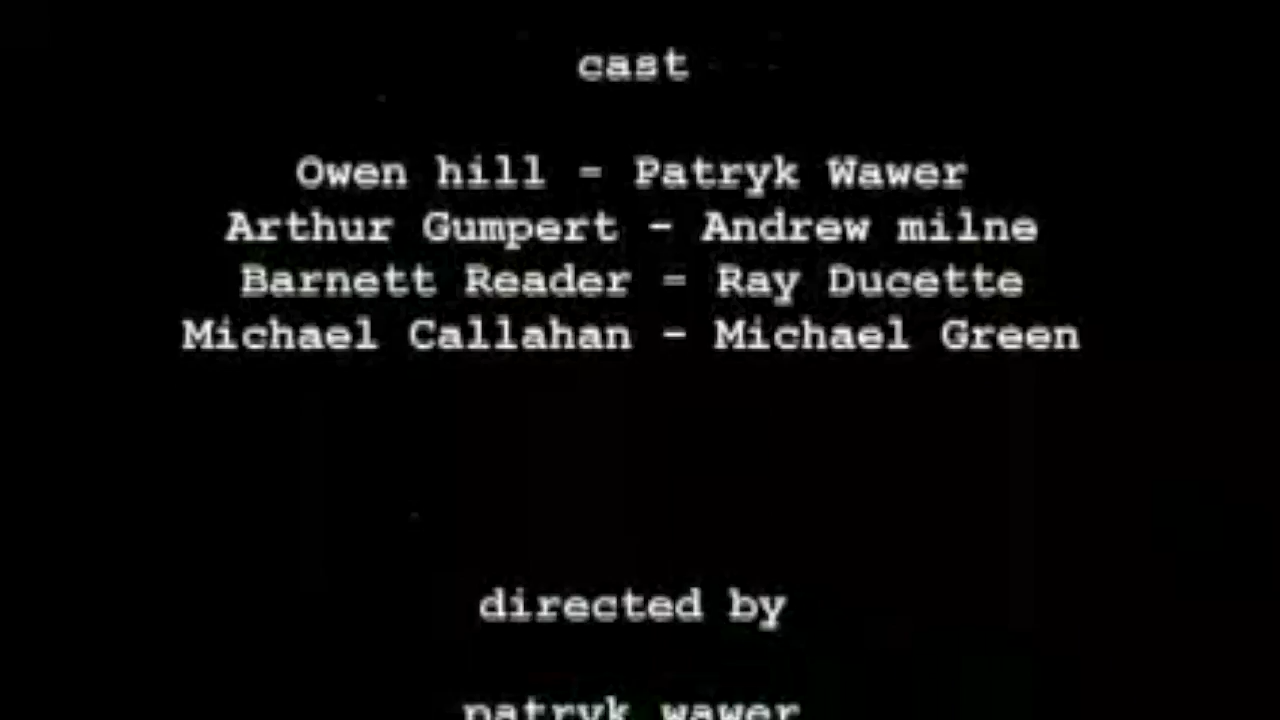 cast
Owen hill - Patryk Wawer
Arthur Gumpert - Andrew milne
Barnett Reader - Ray Ducette
Michael Callahan - Michael Green
directed by
patryk wawer